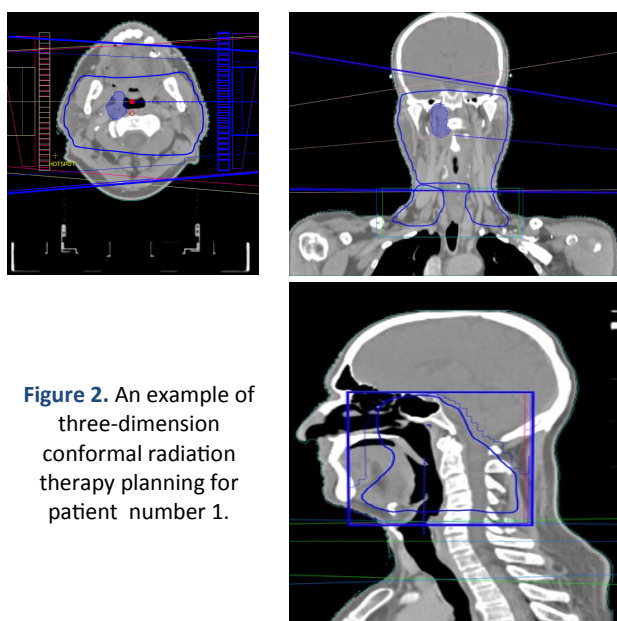 HOTSPOT
Figure 2. An example of
three-dimension
conformal radiation
therapy planning for
patient number 1.